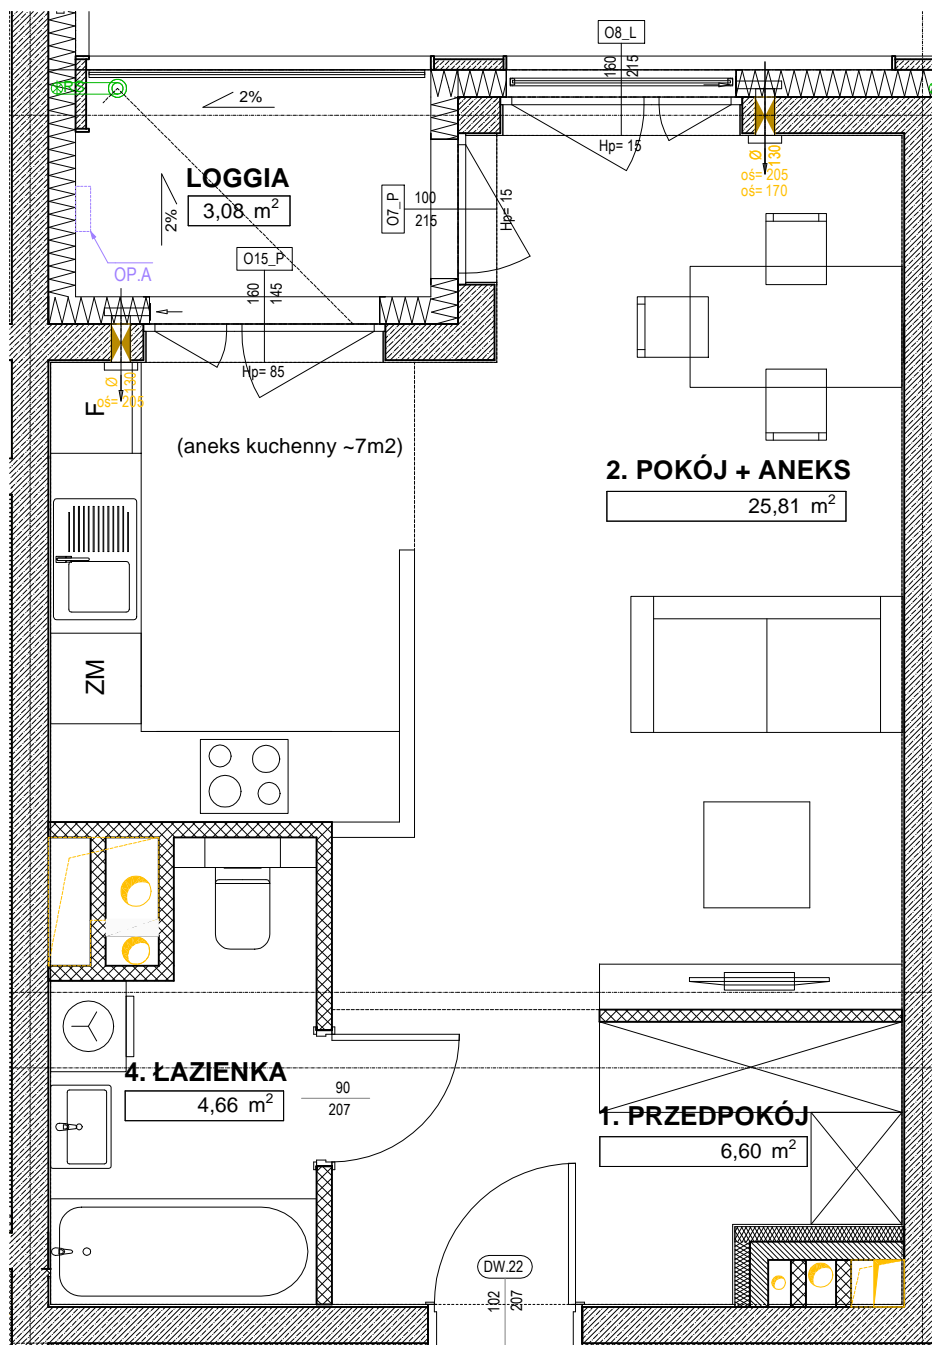 O8_L
160
215
2%
Hp= 15
Ø
130
oś= 205
oś= 170
LOGGIA
3,08 m²
2%
O7_P
100
215
Hp= 15
OP.A
O15_P
160
145
Hp= 85
Ø
130
oś= 205
F
(aneks kuchenny ~7m2)
2. POKÓJ + ANEKS
25,81 m²
ZM
4. ŁAZIENKA
4,66 m²
90
207
1. PRZEDPOKÓJ
6,60 m²
DW.22
102
207